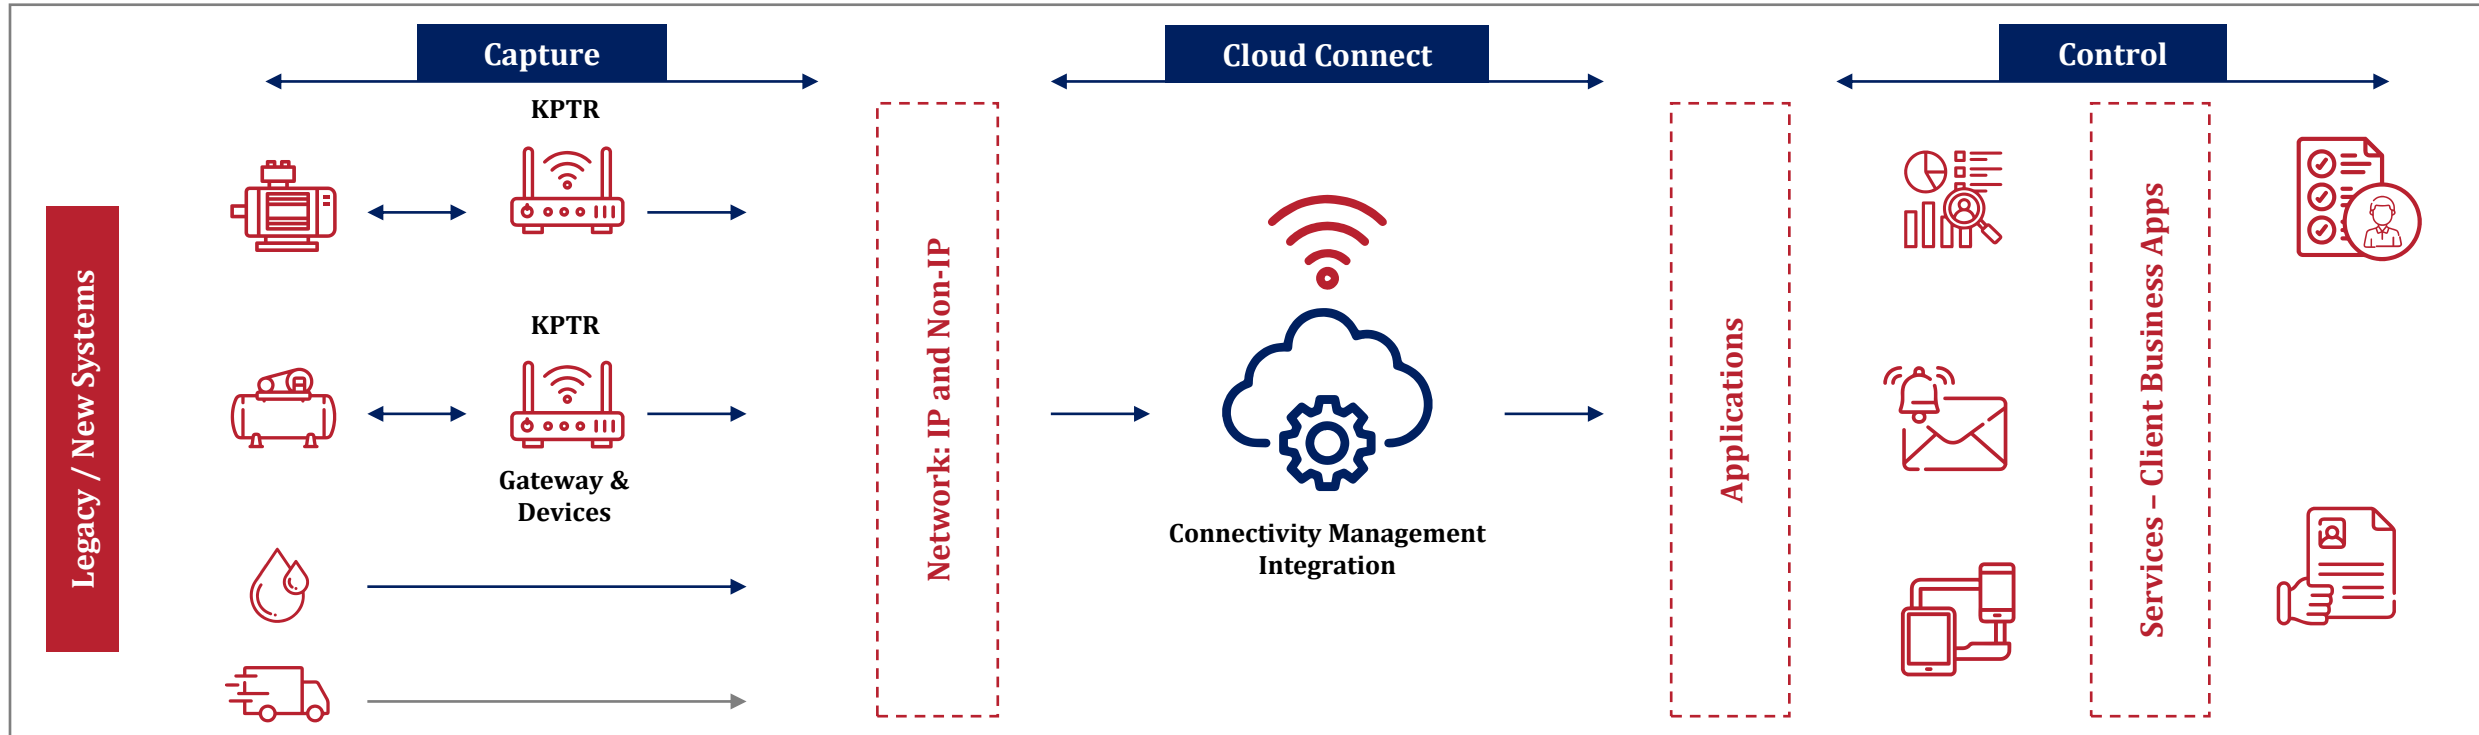 Capture
Cloud Connect
Control
Legacy / New Systems
KPTR
KPTR
Gateway &
Devices
Network: IP and Non-IP
Connectivity Management
Integration
Applications
Services – Client Business Apps